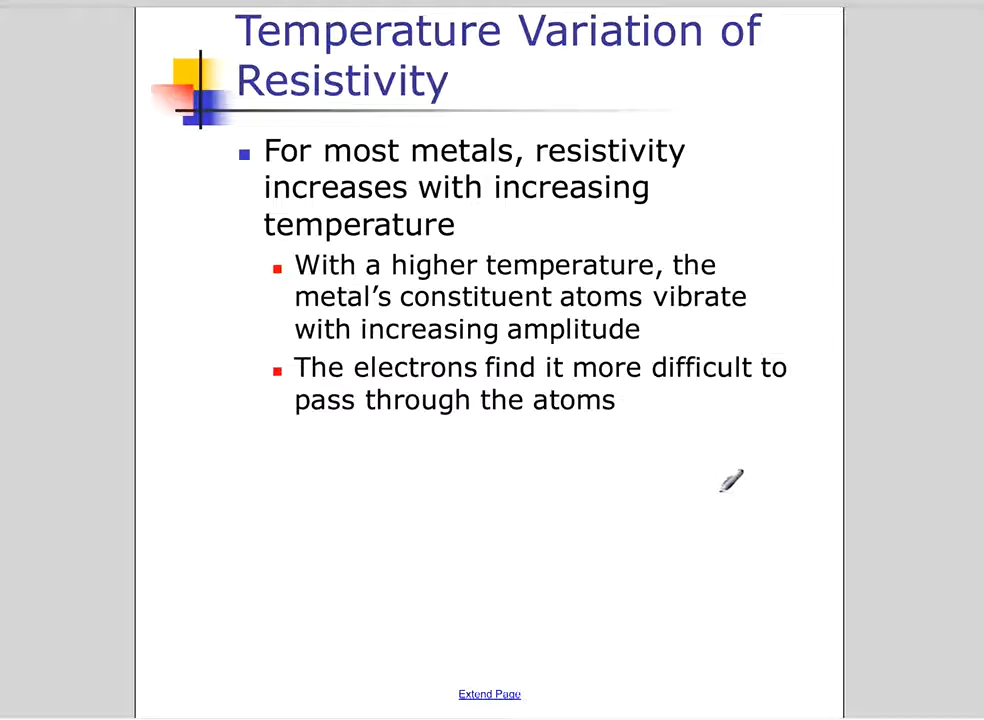 Temperature Variation of
Resistivity
For most metals, resistivity
increases with increasing
temperature
With a higher temperature, the
metal’s constituent atoms vibrate
with increasing amplitude
The electrons find it more difficult to
pass through the atoms
Extend Page